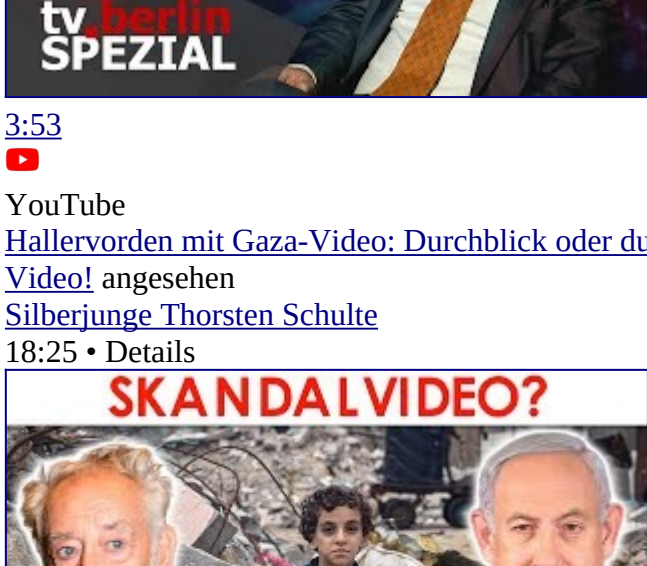 tv.berlin
SPEZIAL
3:53
YouTube
Hallervorden mit Gaza-Video: Durchblick oder du
Video! angesehen
Silberjunge Thorsten Schulte
18:25 • Details
SKANDALVIDEO?